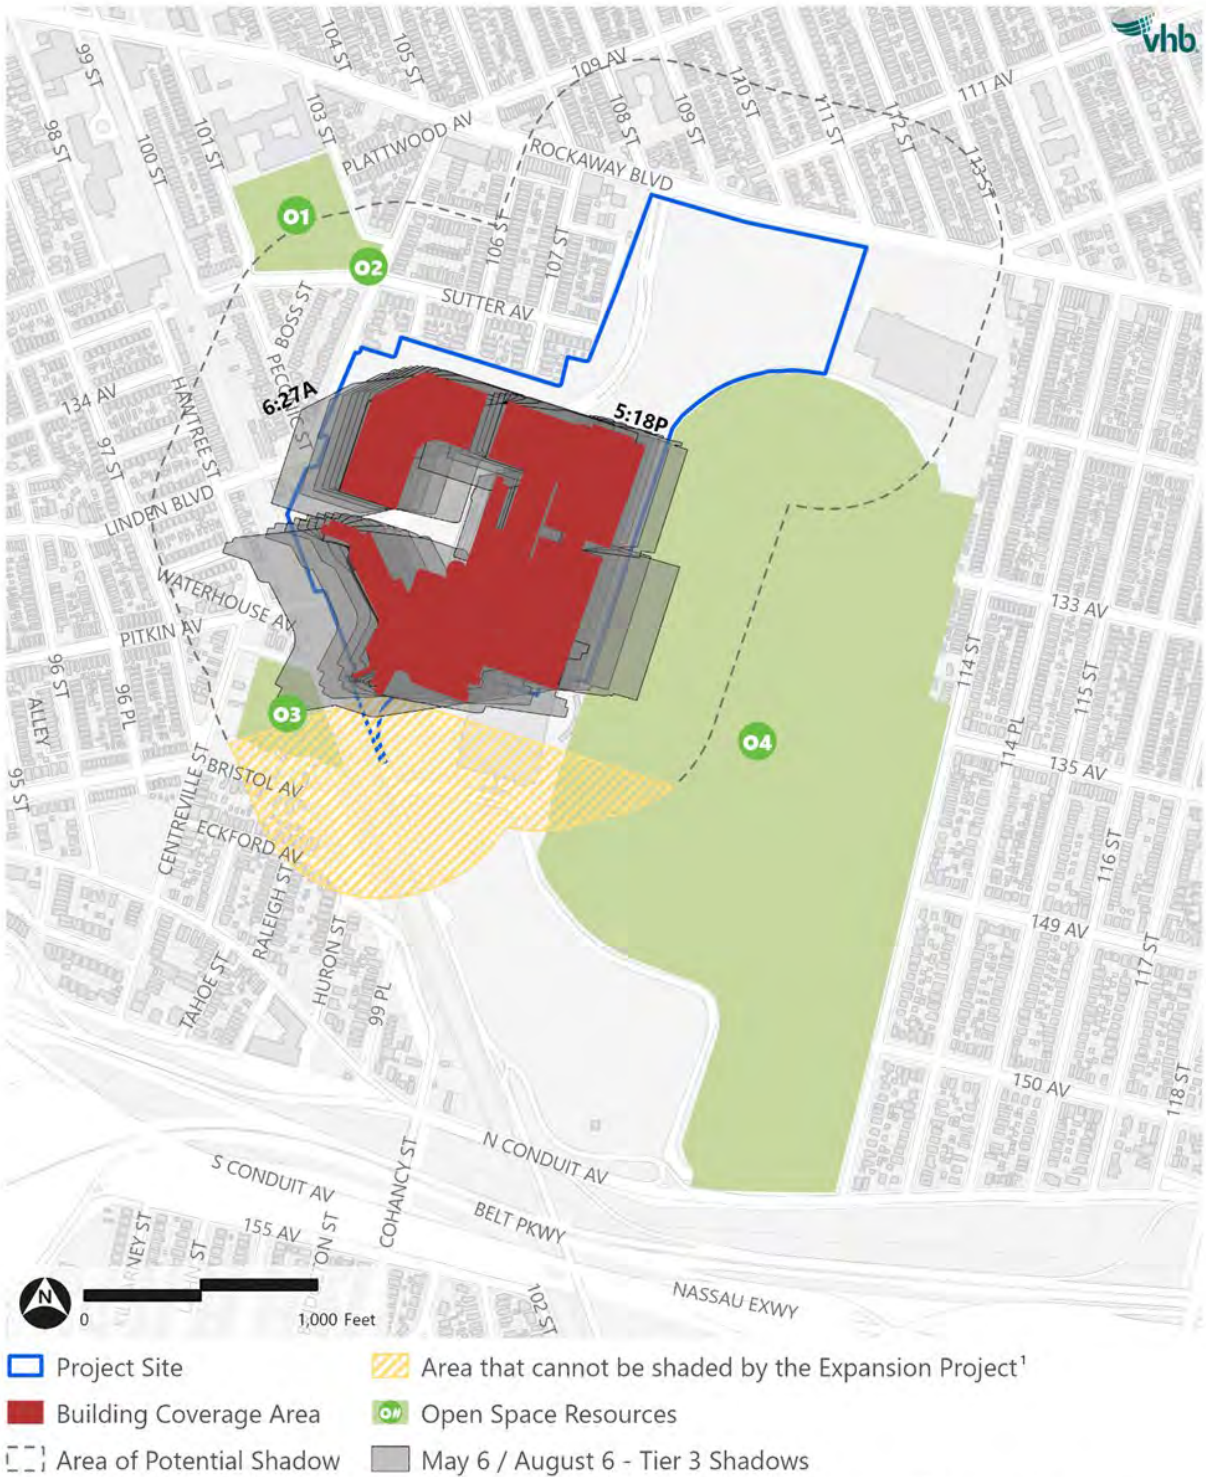 vhb
99 ST
104 ST
105 ST
109 AV
110 ST
111 AV
98 ST
100 ST
101 ST
103 ST
PLATTWOOD AV
108 ST
109 ST
111 ST
112 ST
113 ST
ROCKAWAY BLVD
O1
O2
106 ST
107 ST
SUTTER AV
BOSS ST
134 AV
HAWTREE ST
6:27A
5:18P
97 ST
LINDEN BLVD
WATERHOUSE AV
PITKIN AV
133 AV
96 ST
96 PL
ALLEY
114 ST
115 ST
O3
O4
114 PL
95 ST
CENTREVILLE ST
BRISTOL AV
135 AV
ECKFORD AV
116 ST
RALEIGH ST
HURON ST
149 AV
117 ST
TAHOE ST
99 PL
150 AV
118 ST
N CONDUIT AV
S CONDUIT AV
COHANCY ST
BELT PKWY
155 AV
NASSAU EXWY
102 ST
N
0 1,000 Feet
Project Site
Area that cannot be shaded by the Expansion Project¹
Building Coverage Area
O# Open Space Resources
Area of Potential Shadow
May 6 / August 6 - Tier 3 Shadows